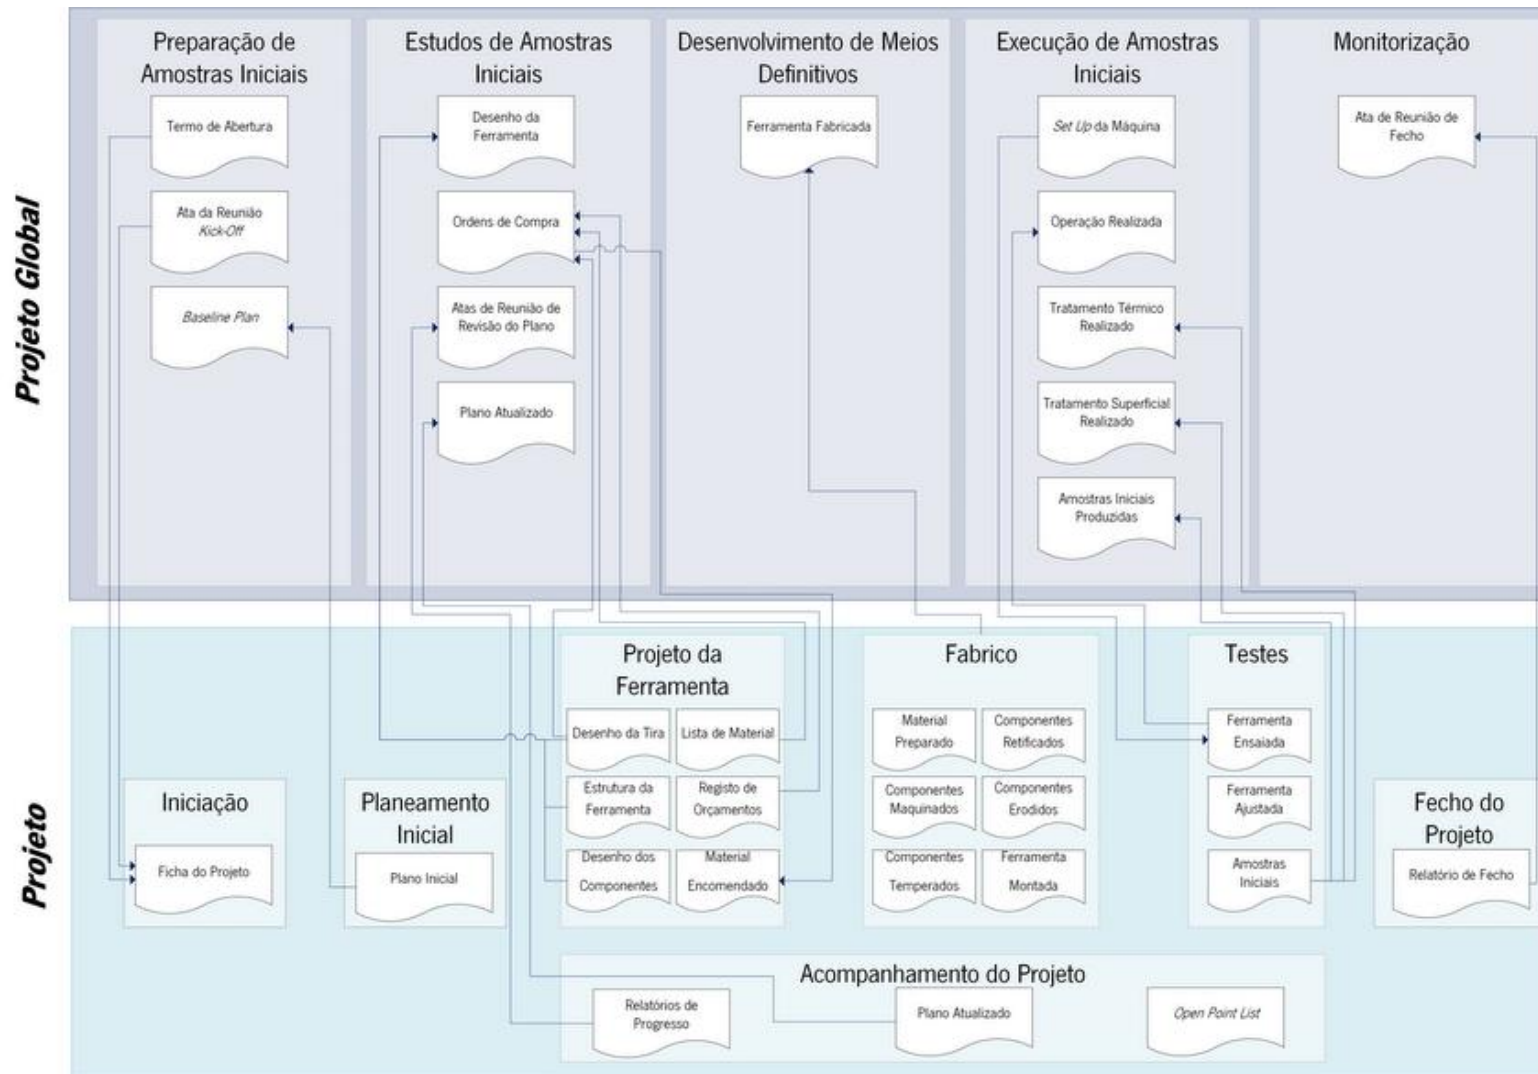 Projeto Global
Preparação de
Amostras Iniciais
Termo de Abertura
Ata da Reunião
Kick-Off
Baseline Plan
Estudos de Amostras
Iniciais
Desenho da
Ferramenta
Ordens de Compra
Atas de Reunião de
Revisão do Plano
Plano Atualizado
Desenvolvimento de Meios
Definitivos
Ferramenta Fabricada
Execução de Amostras
Iniciais
Set Up da Máquina
Operação Realizada
Tratamento Térmico
Realizado
Tratamento Superficial
Realizado
Amostras Iniciais
Produzidas
Monitorização
Ata de Reunião de
Fecho
Projeto
Iniciação
Ficha do Projeto
Planeamento
Inicial
Plano Inicial
Projeto da
Ferramenta
Desenho da Tira
Lista de Material
Estrutura da
Ferramenta
Registo de
Orçamentos
Desenho dos
Componentes
Material
Encomendado
Fabrico
Material
Preparado
Componentes
Retificados
Componentes
Maquinados
Componentes
Erodidos
Componentes
Temperados
Ferramenta
Montada
Testes
Ferramenta
Ensaiada
Ferramenta
Ajustada
Amostras
Iniciais
Fecho do
Projeto
Relatório de Fecho
Acompanhamento do Projeto
Relatórios de
Progresso
Plano Atualizado
Open Point List